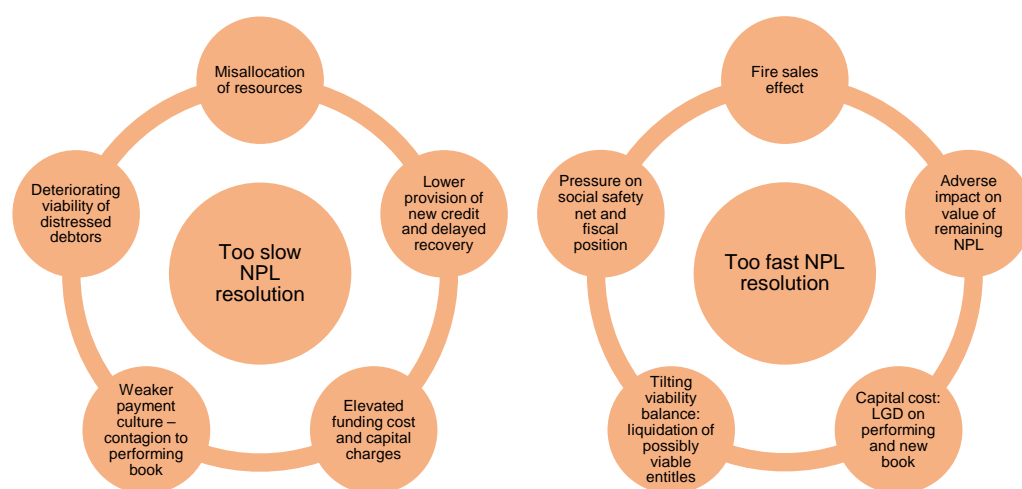 Misallocation
of resources
Lower
provision of
new credit
and delayed
recovery
Elevated
funding cost
and capital
charges
Weaker
payment
culture –
contagion to
performing
book
Deteriorating
viability of
distressed
debtors
Too slow
NPL
resolution
Fire sales
effect
Adverse
impact on
value of
remaining
NPL
Capital cost:
LGD on
performing
and new
book
Tilting
viability
balance:
liquidation of
possibly
viable
entitles
Pressure on
social safety
net and
fiscal
position
Too fast NPL
resolution